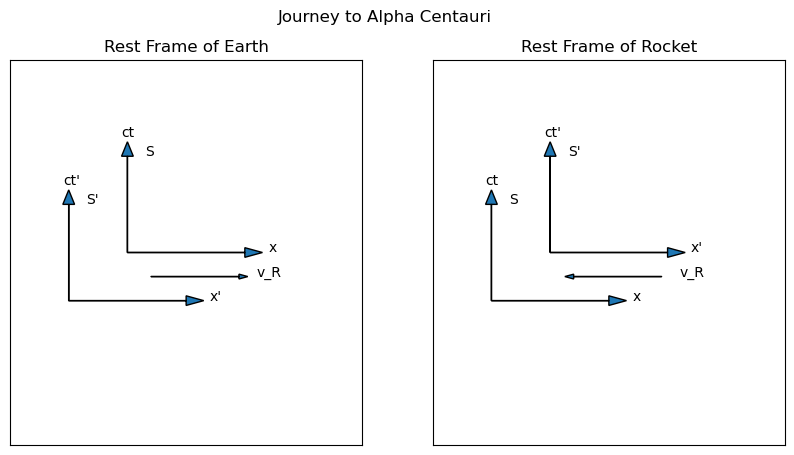 Journey to Alpha Centauri
Rest Frame of Earth
ct
S
ct'
S'
x
v_R
x'
Rest Frame of Rocket
ct'
S'
ct
S
x'
v_R
x